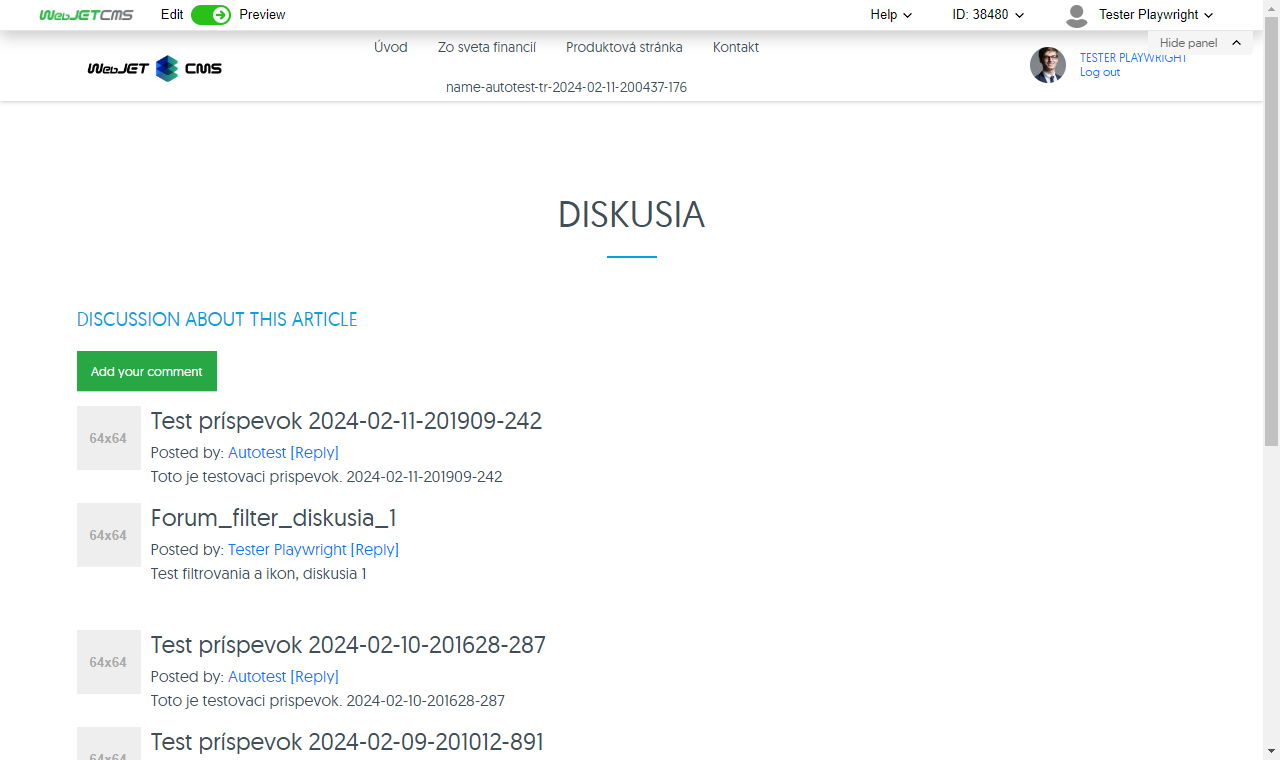 WebJETCMS Edit Preview Help ID: 38480 Tester Playwright
Hide panel
Úvod Zo sveta financií Produktová stránka Kontakt
WebJET CMS
TESTER PLAYWRIGHT
Log out
name-autotest-tr-2024-02-11-200437-176
DISKUSIA
DISCUSSION ABOUT THIS ARTICLE
Add your comment
64x64
Test príspevok 2024-02-11-201909-242
Posted by: Autotest [Reply]
Toto je testovaci prispevok. 2024-02-11-201909-242
64x64
Forum_filter_diskusia_1
Posted by: Tester Playwright [Reply]
Test filtrovania a ikon, diskusia 1
64x64
Test príspevok 2024-02-10-201628-287
Posted by: Autotest [Reply]
Toto je testovaci prispevok. 2024-02-10-201628-287
64x64
Test príspevok 2024-02-09-201012-891